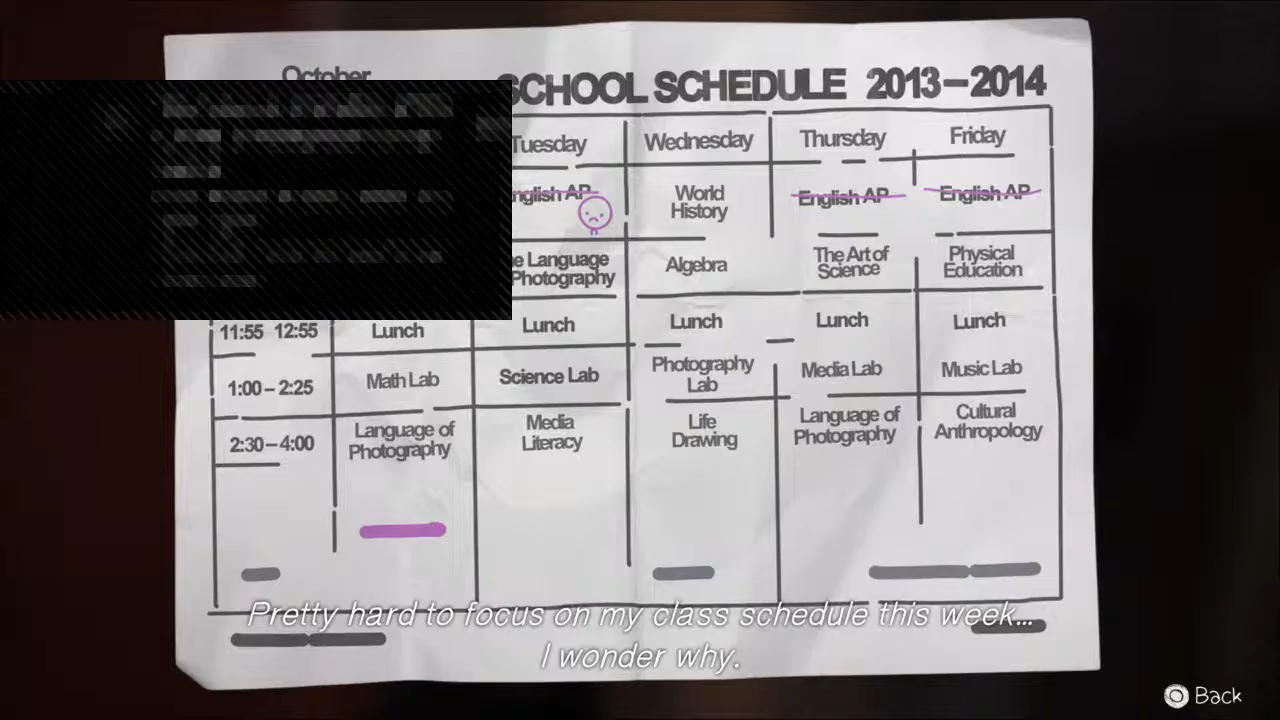 October
SCHOOL SCHEDULE 2013-2014
Tuesday Wednesday Thursday Friday
English AP World History English AP English AP
Language Photography Algebra The Art of Science Physical Education
11:55 12:55 Lunch Lunch Lunch Lunch Lunch
1:00-2:25 Math Lab Science Lab Photography Lab Media Lab Music Lab
2:30-4:00 Language of Photography Media Literacy Life Drawing Language of Photography Cultural Anthropology
Pretty hard to focus on my class schedule this week...
I wonder why.
Back